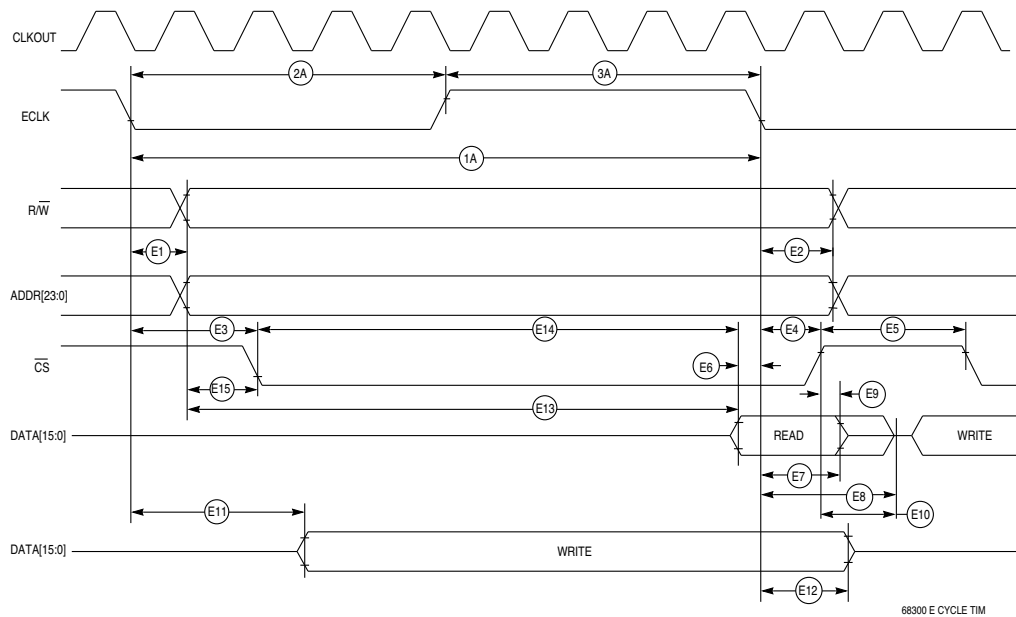 CLKOUT
2A
3A
ECLK
1A
R/W̅
E1
E2
ADDR[23:0]
E3
E14
E4
E5
C̅S̅
E6
E15
E9
E13
DATA[15:0]
READ
WRITE
E7
E8
E11
E10
DATA[15:0]
WRITE
E12
68300 E CYCLE TIM